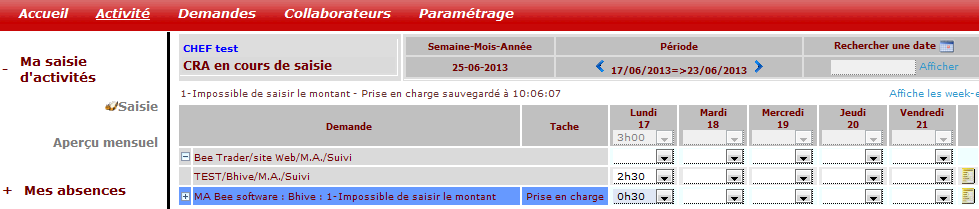 Accueil Activité Demandes Collaborateurs Paramétrage
- Ma saisie d'activités
Saisie
Aperçu mensuel
+ Mes absences
CHEF test
CRA en cours de saisie
Semaine-Mois-Année Période Rechercher une date
25-06-2013 17/06/2013=>23/06/2013 Afficher
1-Impossible de saisir le montant - Prise en charge sauvegardé à 10:06:07 Affiche les week-e
Demande Tache Lundi 17 Mardi 18 Mercredi 19 Jeudi 20 Vendredi 21
3h00
Bee Trader/site Web/M.A./Suivi
TEST/Bhive/M.A./Suivi 2h30
MA Bee software : Bhive : 1-Impossible de saisir le montant Prise en charge 0h30